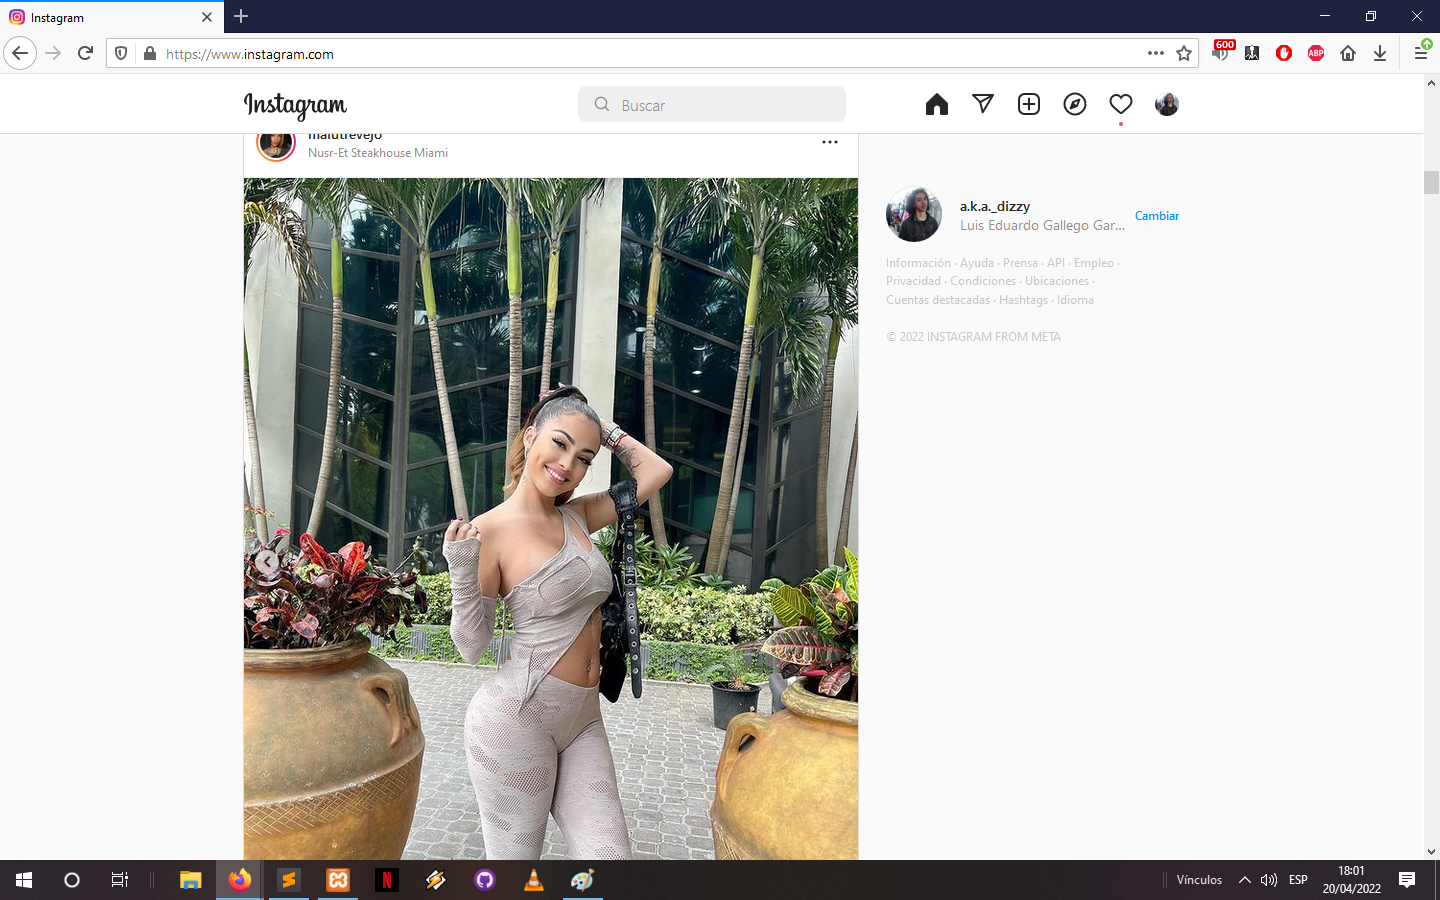 Instagram
https://www.instagram.com
600
ABP
Instagram
Buscar
malutrevejo
Nusr-Et Steakhouse Miami
a.k.a._dizzy
Luis Eduardo Gallego Gar...
Cambiar
Información · Ayuda · Prensa · API · Empleo ·
Privacidad · Condiciones · Ubicaciones ·
Cuentas destacadas · Hashtags · Idioma
© 2022 INSTAGRAM FROM META
N
Vínculos
ESP
18:01
20/04/2022